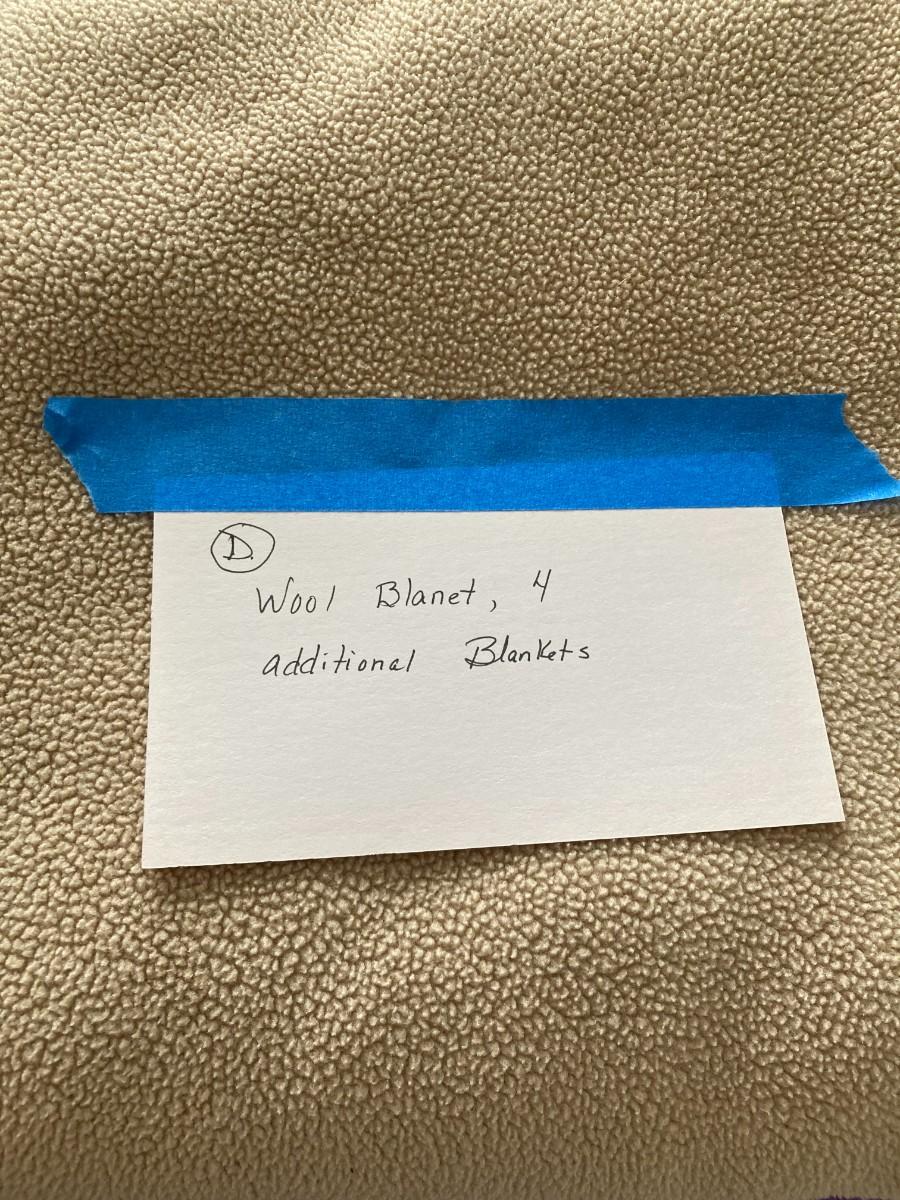 D.
Wool Blanet, 4
additional Blankets